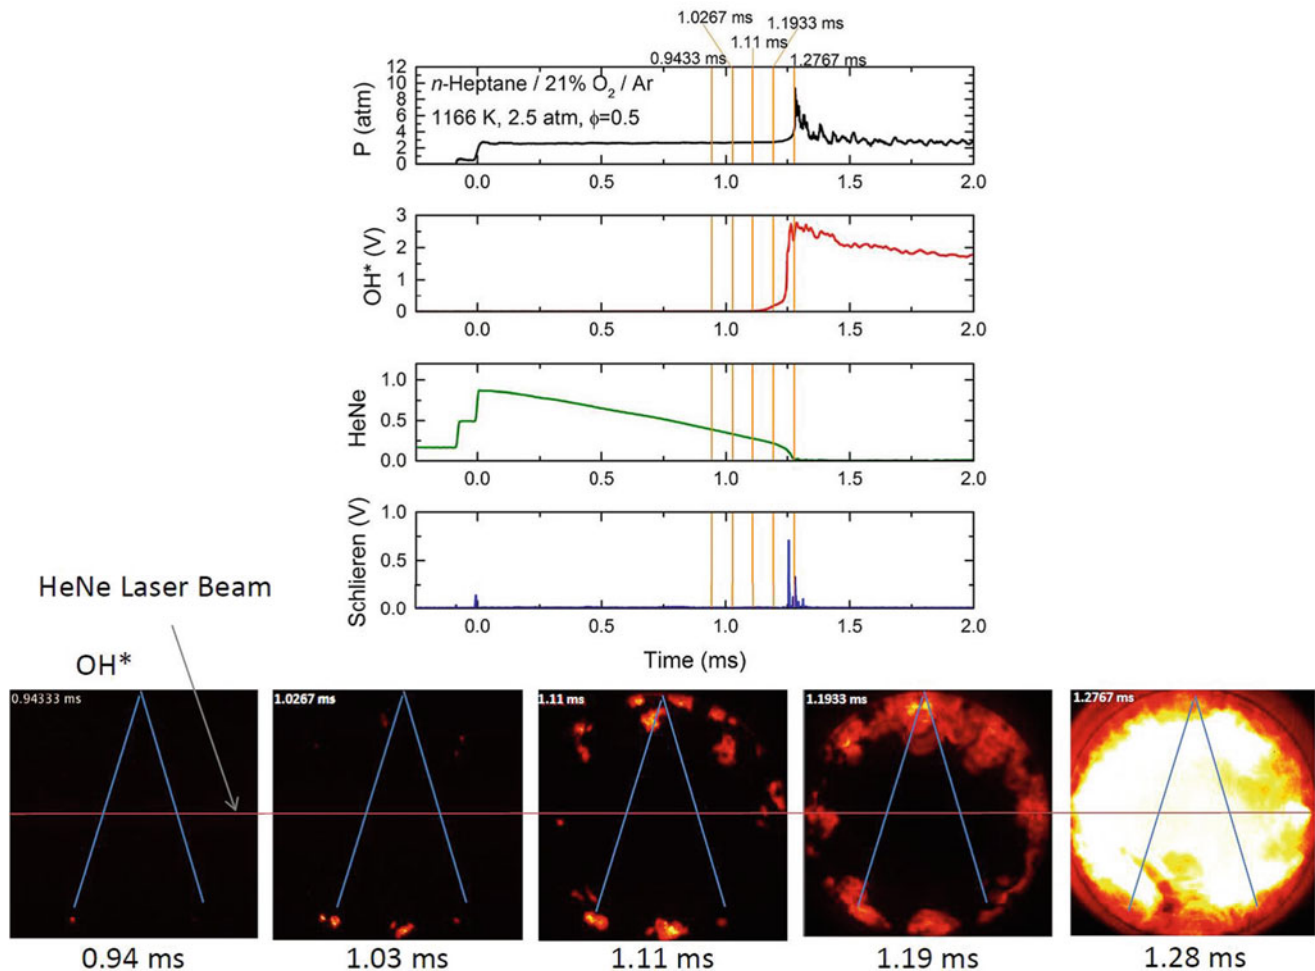 1.0267 ms
1.1933 ms
1.11 ms
0.9433 ms
1.2767 ms
12
10
8
6
4
2
0
P (atm)
n-Heptane / 21% O₂ / Ar
1166 K, 2.5 atm, ϕ=0.5
0.0 0.5 1.0 1.5 2.0
3
2
1
0
OH* (V)
0.0 0.5 1.0 1.5 2.0
1.0
0.5
0.0
HeNe
0.0 0.5 1.0 1.5 2.0
1.0
0.5
0.0
Schlieren (V)
0.0 0.5 1.0 1.5 2.0
Time (ms)
HeNe Laser Beam
OH*
0.94333 ms
1.0267 ms
1.11 ms
1.1933 ms
1.2767 ms
0.94 ms
1.03 ms
1.11 ms
1.19 ms
1.28 ms